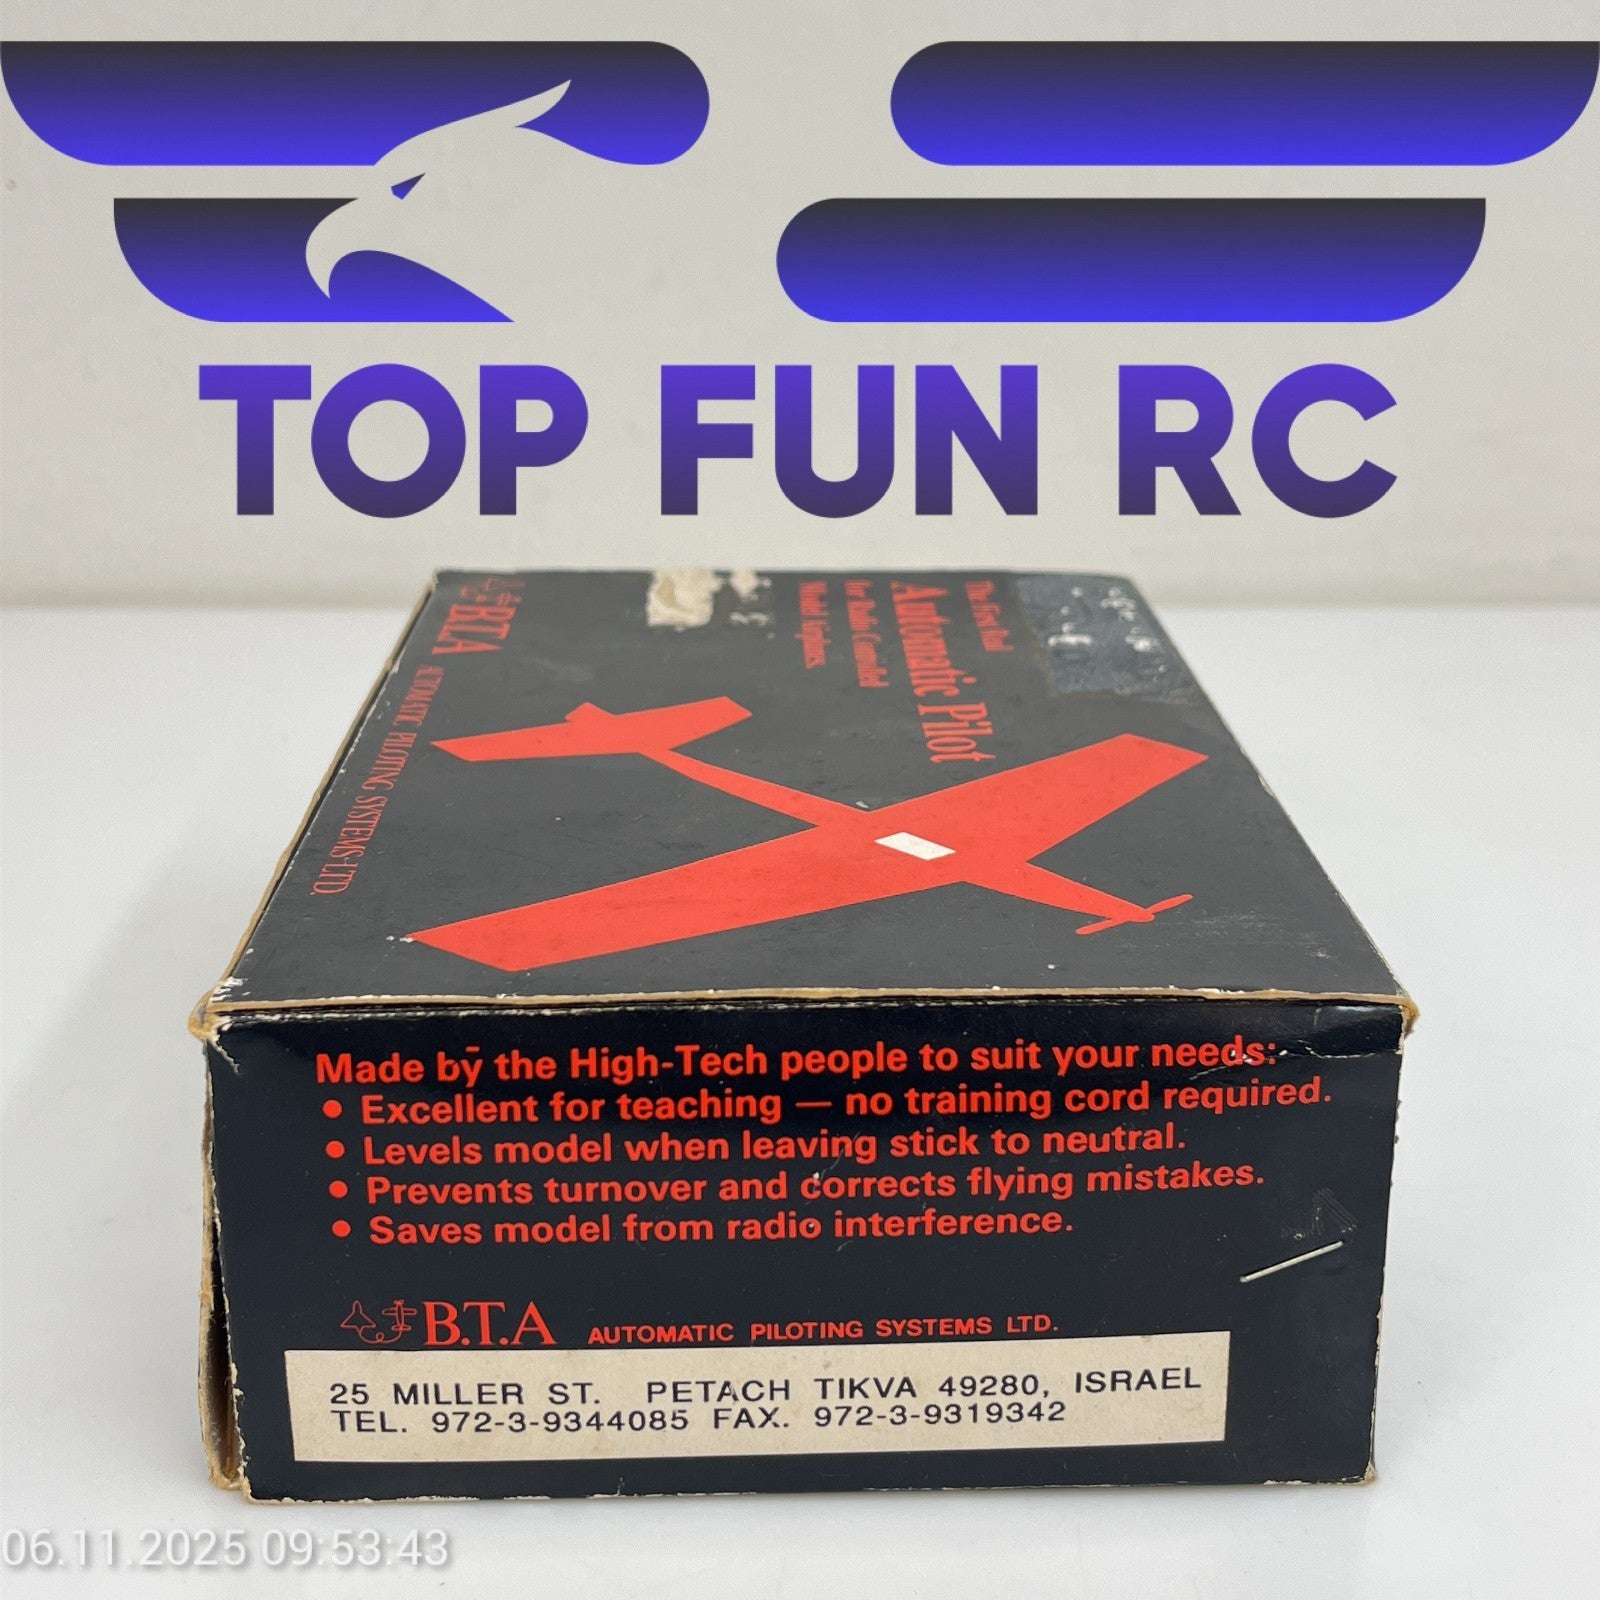 TOP FUN RC
The first Real
Automatic Pilot
for Radio Controlled
Model Airplanes
B.T.A AUTOMATIC PILOTING SYSTEMS LTD.
Made by the High-Tech people to suit your needs:
• Excellent for teaching — no training cord required.
• Levels model when leaving stick to neutral.
• Prevents turnover and corrects flying mistakes.
• Saves model from radio interference.
B.T.A AUTOMATIC PILOTING SYSTEMS LTD.
25 MILLER ST. PETACH TIKVA 49280, ISRAEL
TEL. 972-3-9344085 FAX. 972-3-9319342
06.11.2025 09:53:43